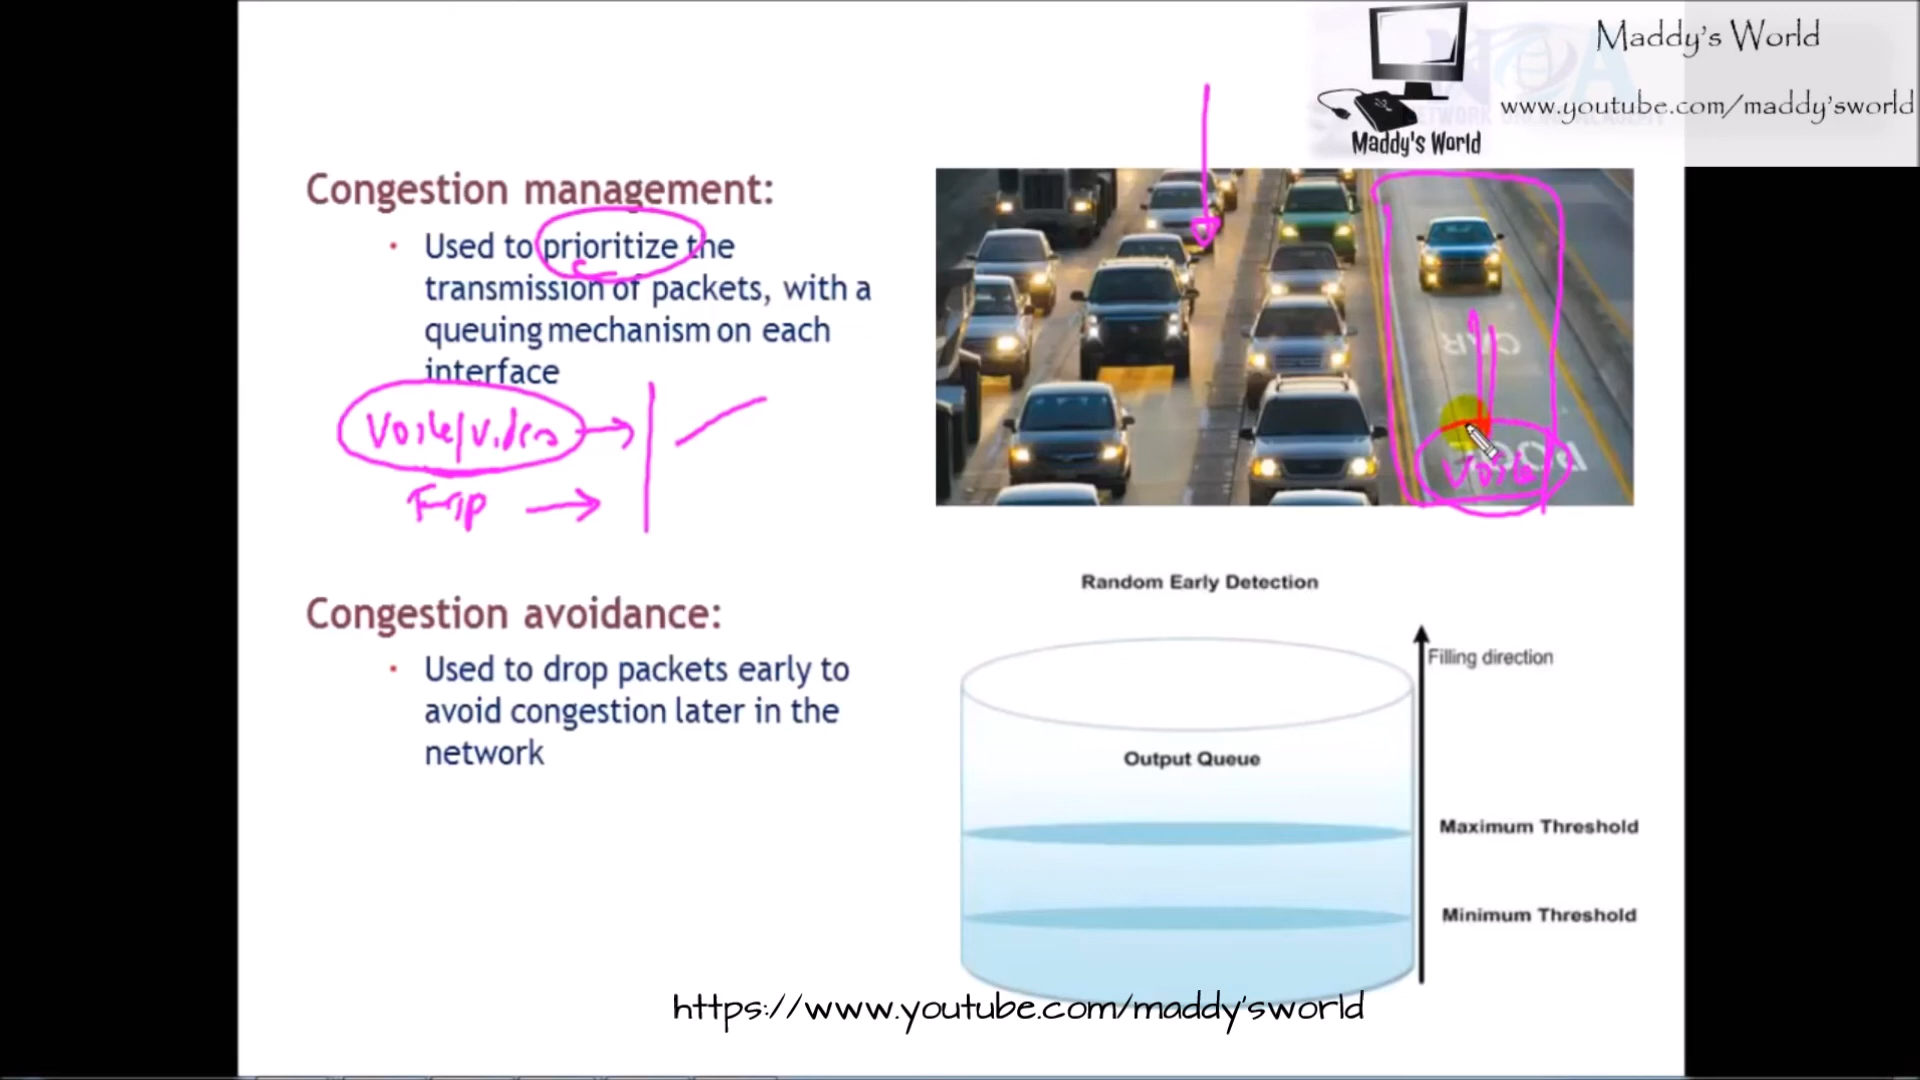 Maddy's World
www.youtube.com/maddy'sworld
Maddy's World
Congestion management:
• Used to prioritize the
transmission of packets, with a
queuing mechanism on each
interface
Voice/Video
Voice
CAR
POOL
Random Early Detection
Filling direction
Congestion avoidance:
• Used to drop packets early to
avoid congestion later in the
network
Output Queue
Maximum Threshold
Minimum Threshold
https://www.youtube.com/maddy'sworld